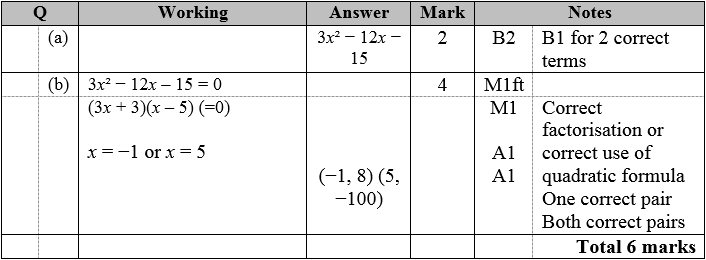 Q Working Answer Mark Notes
(a) 3x² − 12x − 2 B2 B1 for 2 correct
15 terms
(b) 3x² − 12x – 15 = 0 4 M1ft
(3x + 3)(x – 5) (=0) M1 Correct
factorisation or
x = −1 or x = 5 A1 correct use of
(−1, 8) (5, A1 quadratic formula
−100) One correct pair
Both correct pairs
Total 6 marks